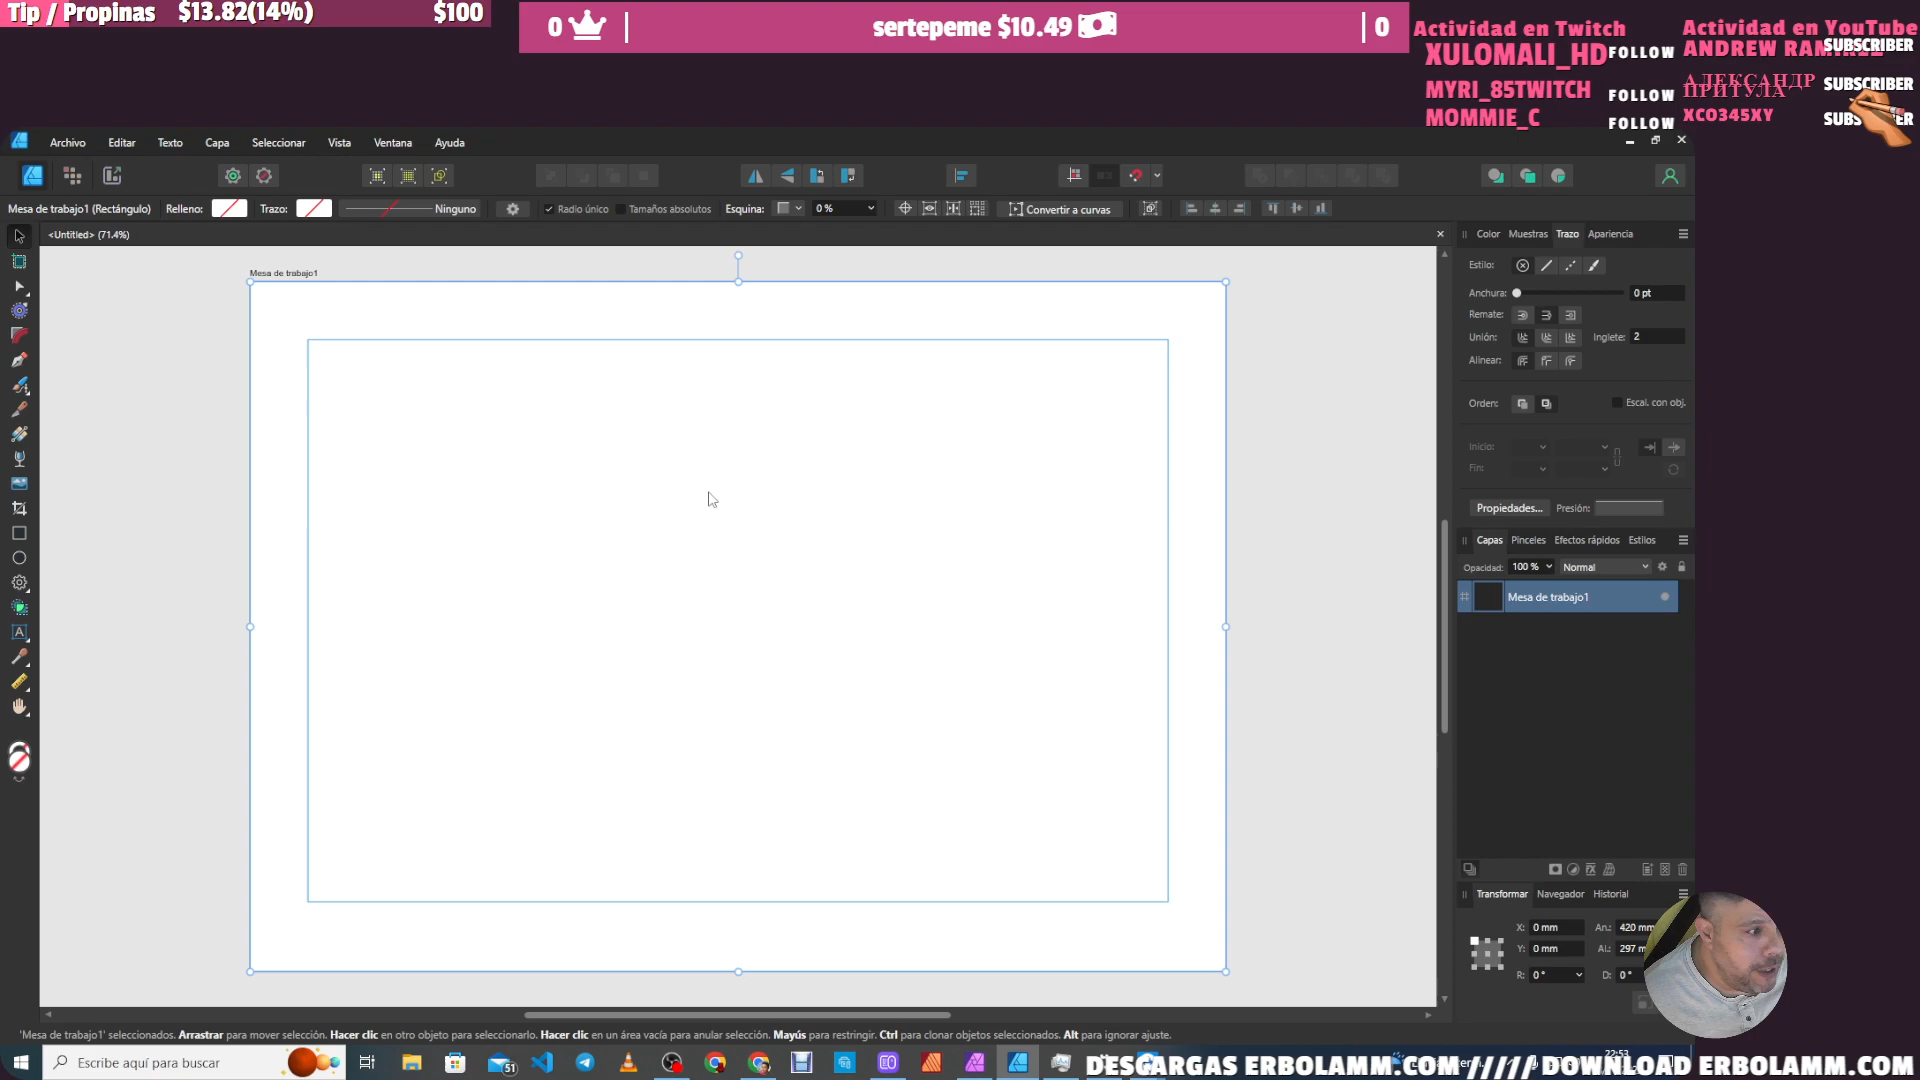 Tip / Propinas $13.82(14%) $100
0 sertepeme $10.49 0
Actividad en Twitch
XULOMALI_HD FOLLOW
MYRI_85TWITCH FOLLOW
MOMMIE_C FOLLOW
Actividad en YouTube
ANDREW SUBSCRIBER
АЛЕКСАНДР ПРИТУЛА SUBSCRIBER
XCO345XY
Archivo Editar Texto Capa Seleccionar Vista Ventana Ayuda
Mesa de trabajo1 (Rectángulo) Relleno: Trazo: Ninguno Radio único Tamaños absolutos Esquina: 0 % Convertir a curvas
<Untitled> (71.4%)
Mesa de trabajo1
Color Muestras Trazo Apariencia
Estilo:
Anchura: 0 pt
Remate:
Unión: Inglete: 2
Alinear:
Orden: Escal. con obj.
Inicio:
Fin:
Propiedades... Presión:
Capas Pinceles Efectos rápidos Estilos
Opacidad: 100 % Normal
Mesa de trabajo1
Transformar Navegador Historial
X: 0 mm An.: 420 mm
Y: 0 mm Al.: 297 m
R: 0 ° D: 0 °
'Mesa de trabajo1' seleccionados. Arrastrar para mover selección. Hacer clic en otro objeto para seleccionarlo. Hacer clic en un área vacía para anular selección. Mayús para restringir. Ctrl para clonar objetos seleccionados. Alt para ignorar ajuste.
Escribe aquí para buscar
51
22:53
DESCARGAS ERBOLAMM.COM ///// DOWNLOAD ERBOLAMM.COM